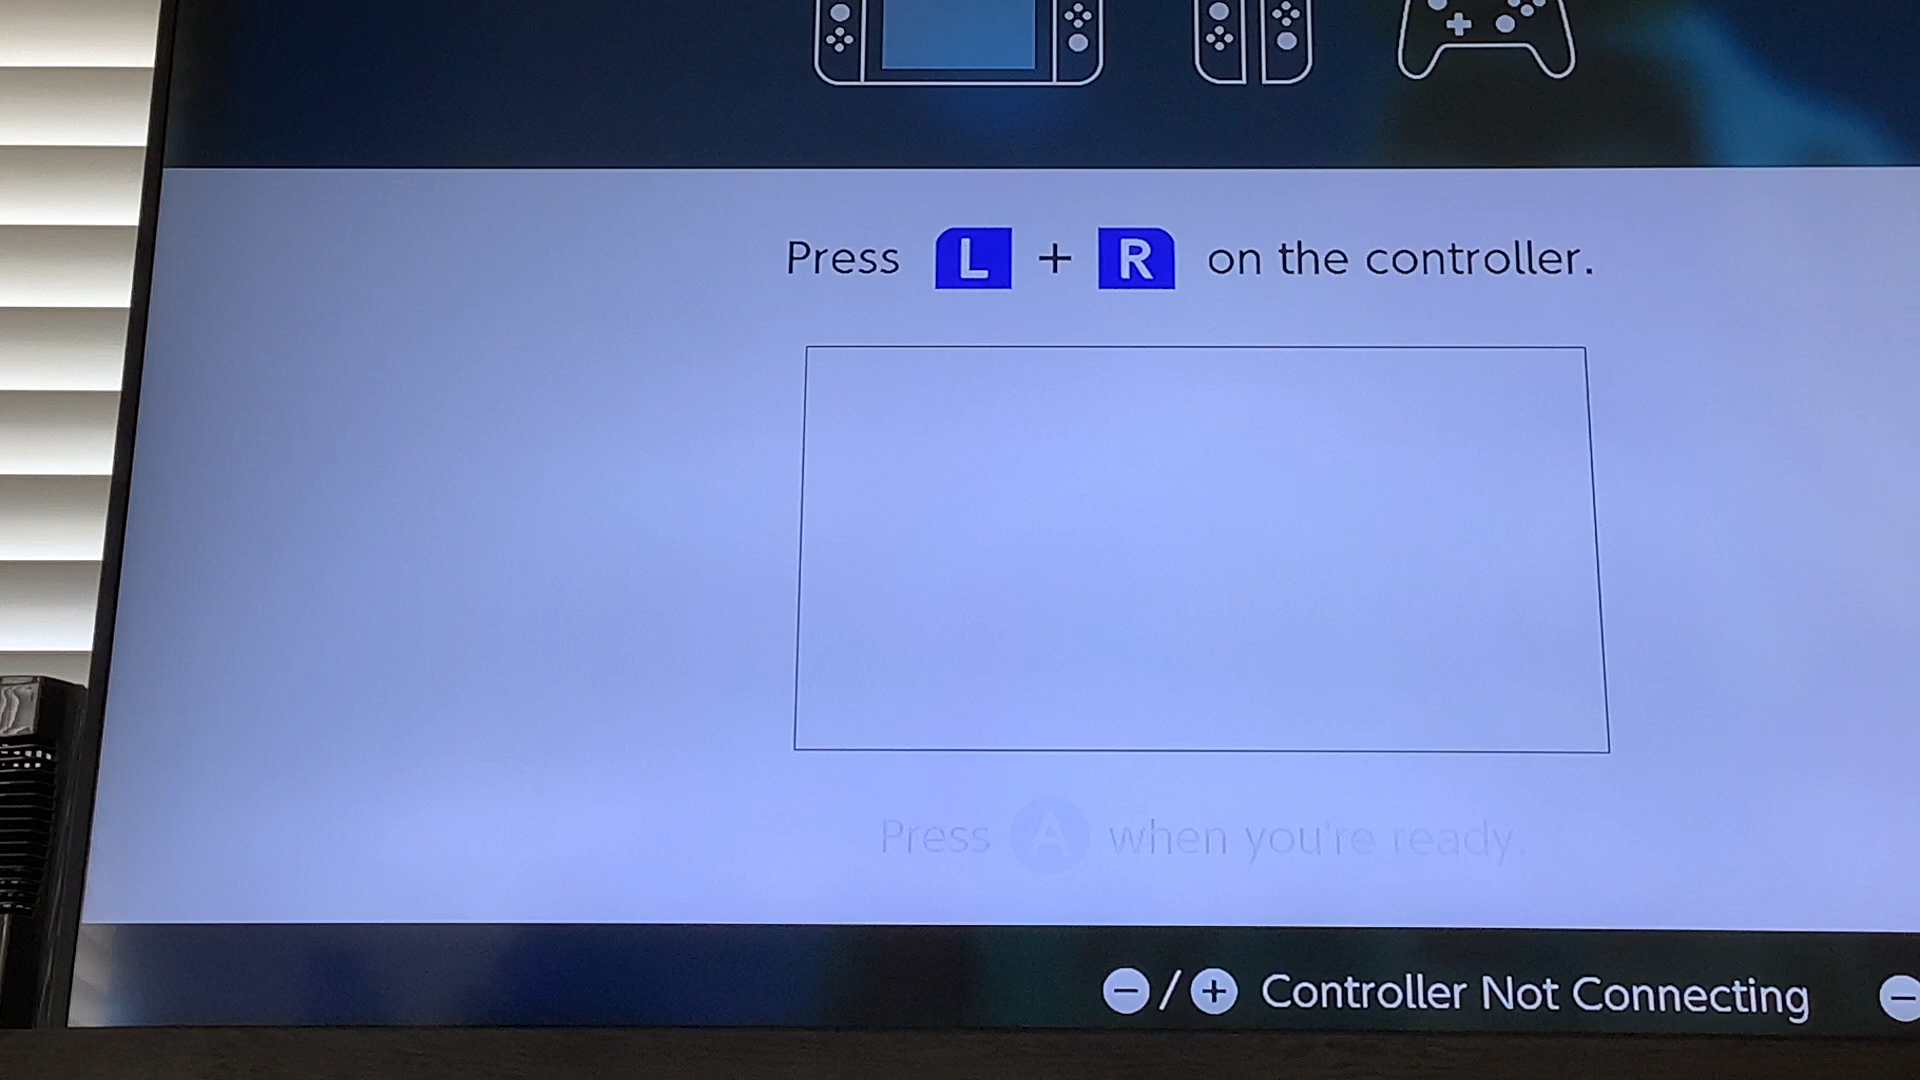 Press L + R on the controller.
Press A when you're ready.
−/+ Controller Not Connecting −